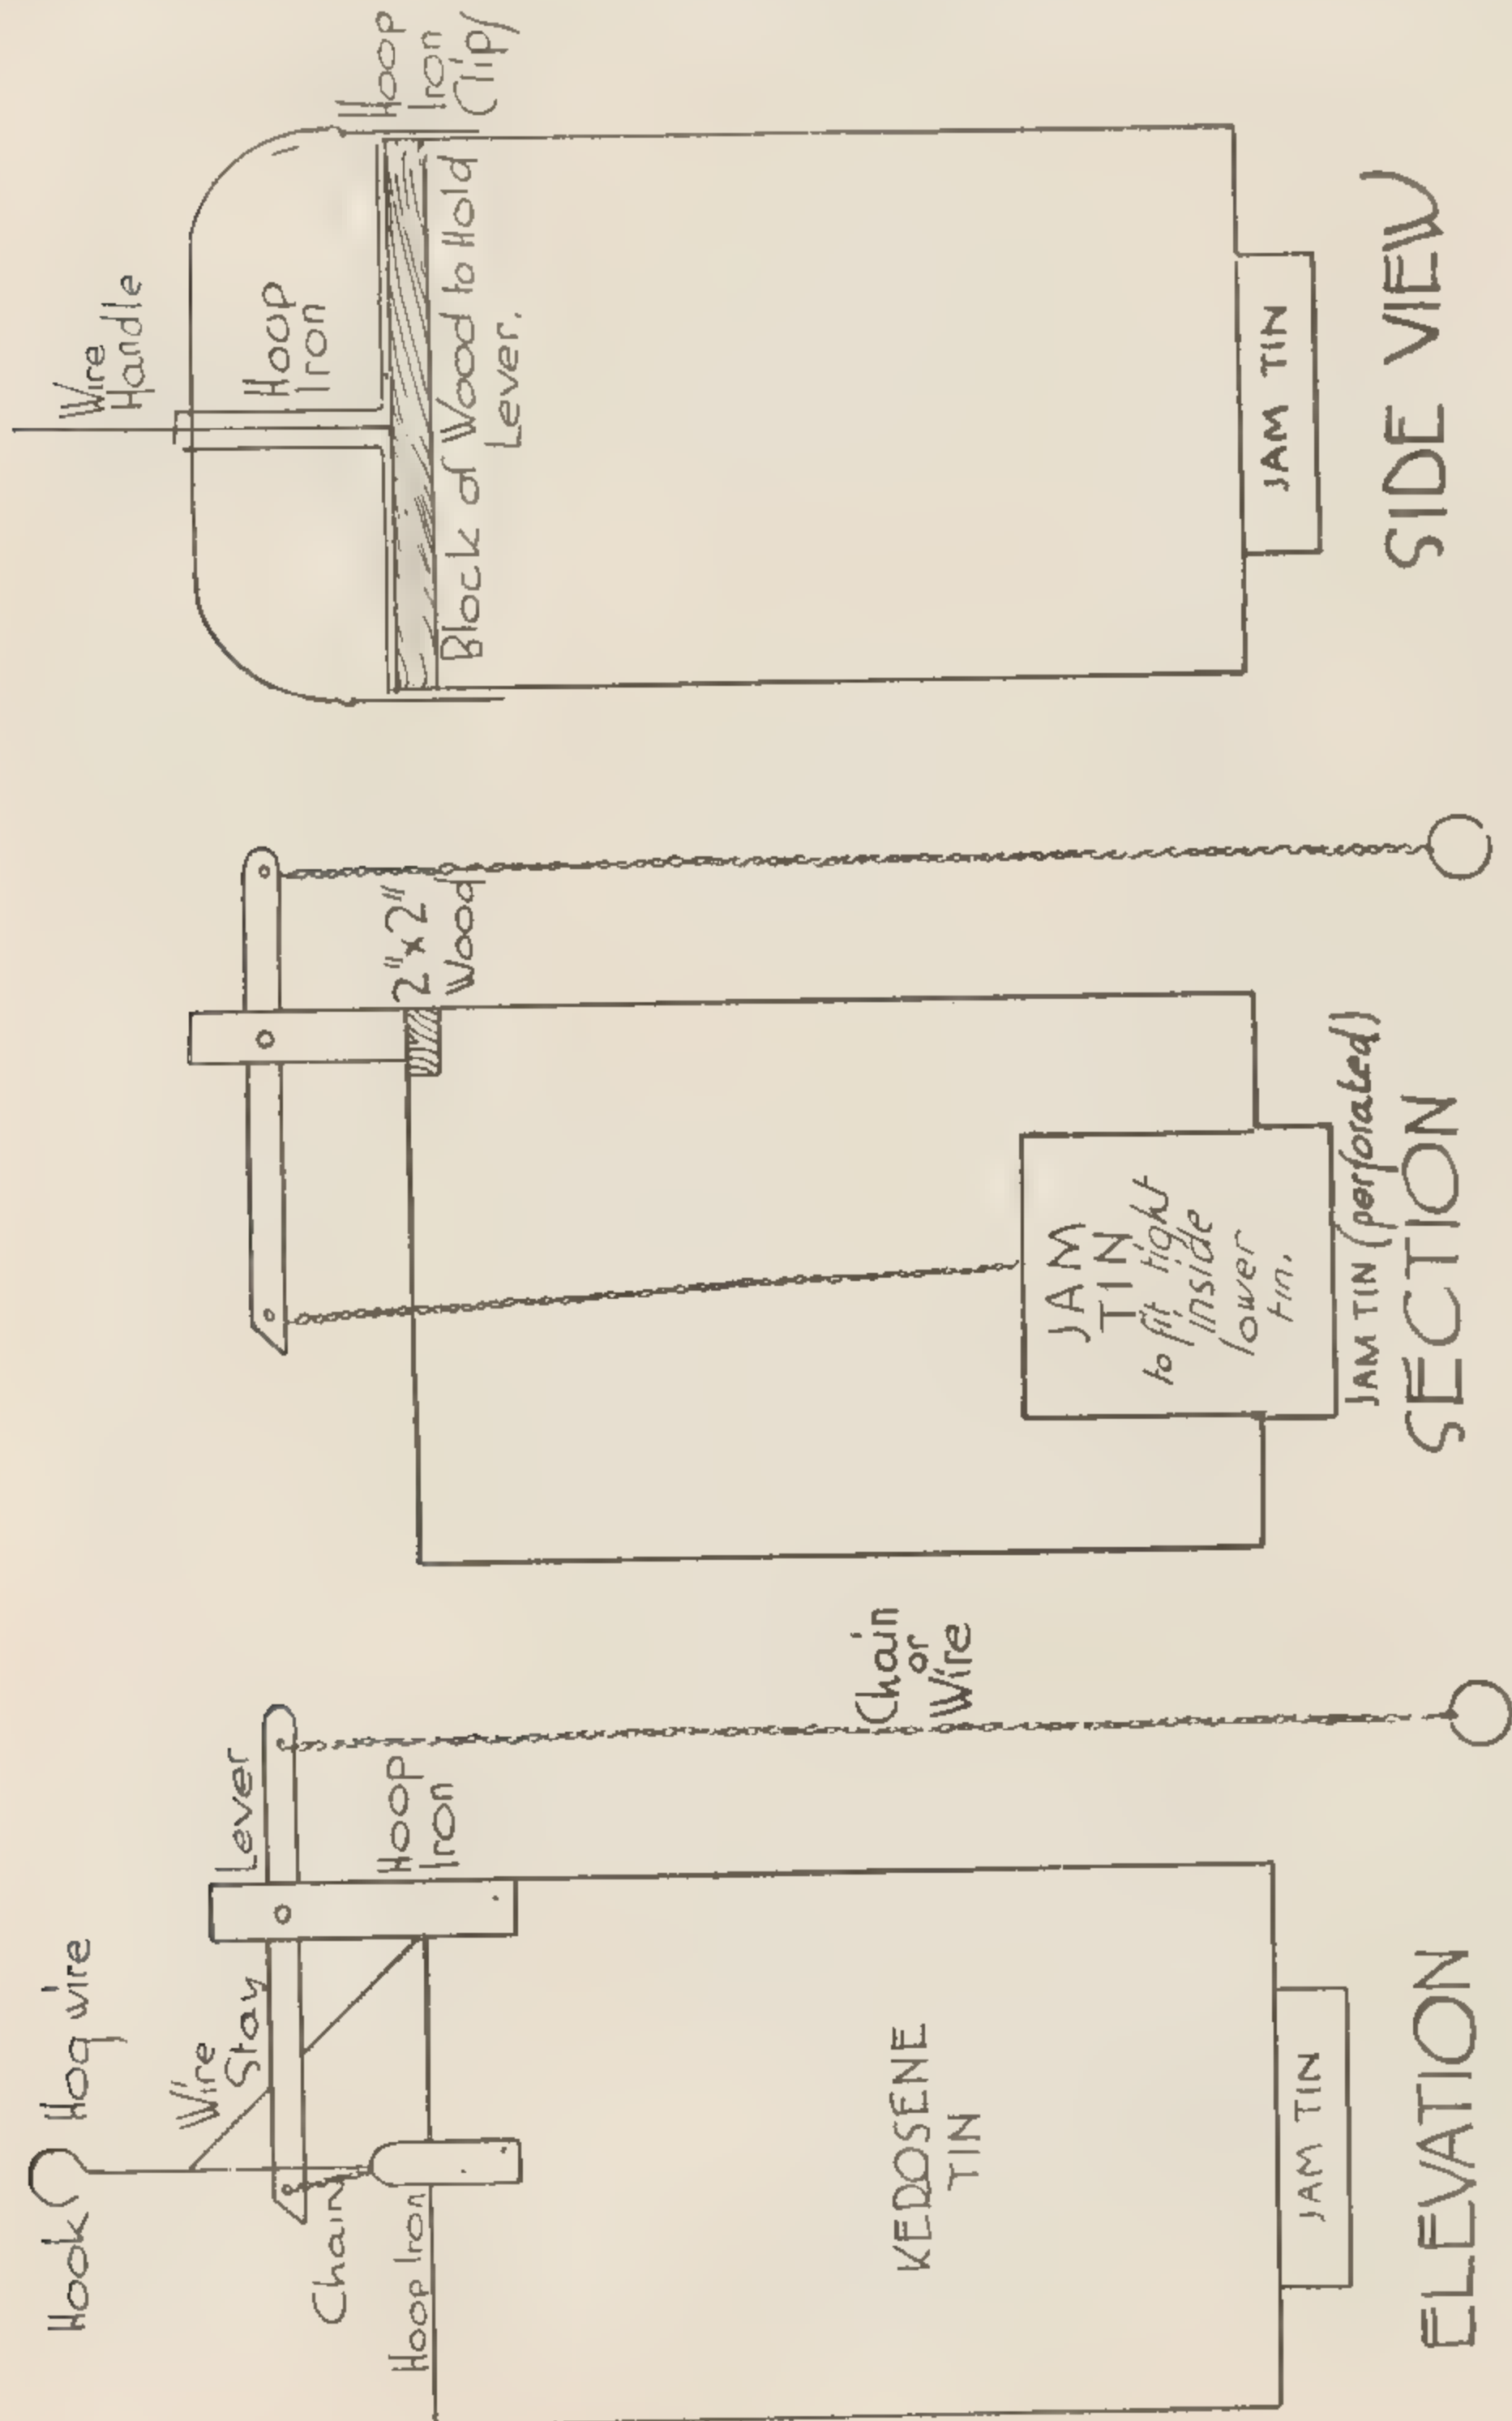 Hook
Hog wire
Wire
Stay
Lever
Chain
Hoop Iron
Hoop
Iron
Chain
or
Wire
KEROSENE
TIN
JAM TIN
ELEVATION
2"x2"
Wood
JAM
TIN
to fit tight
inside
lower
tin.
JAM TIN (perforated)
SECTION
Wire
Handle
Hoop
Iron
Hoop
Iron
Clips
Block of Wood to Hold
Lever.
JAM TIN
SIDE VIEW